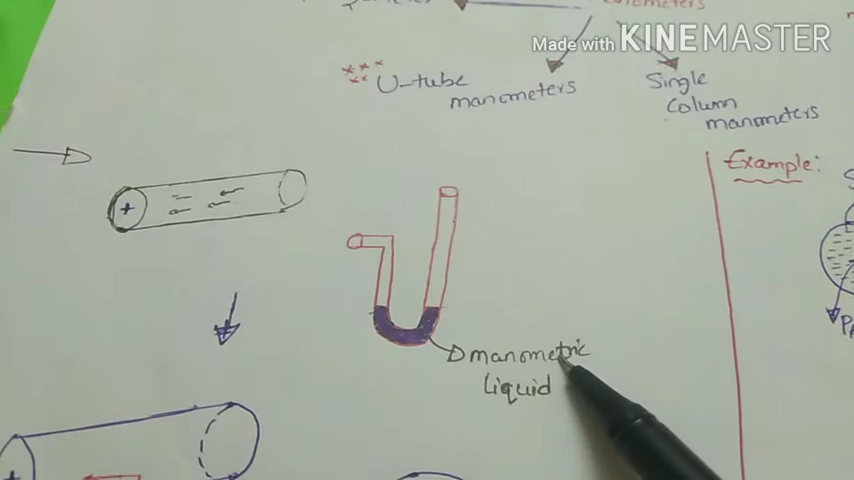 Made with KINEMASTER
U-tube
manometers
Single
Column
manometers
Example:
manometric
liquid